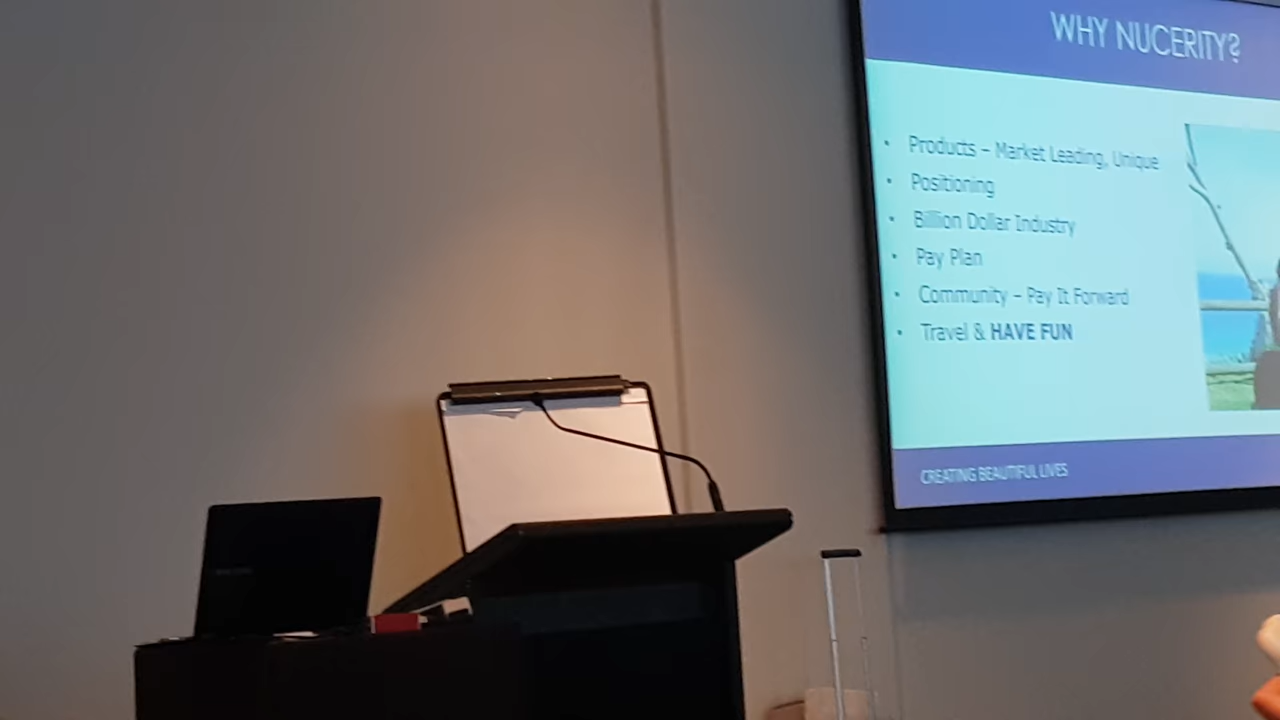 WHY NUCERITY?
• Products – Market Leading, Unique
• Positioning
• Billion Dollar Industry
• Pay Plan
• Community – Pay It Forward
• Travel & HAVE FUN
CREATING BEAUTIFUL LIVES